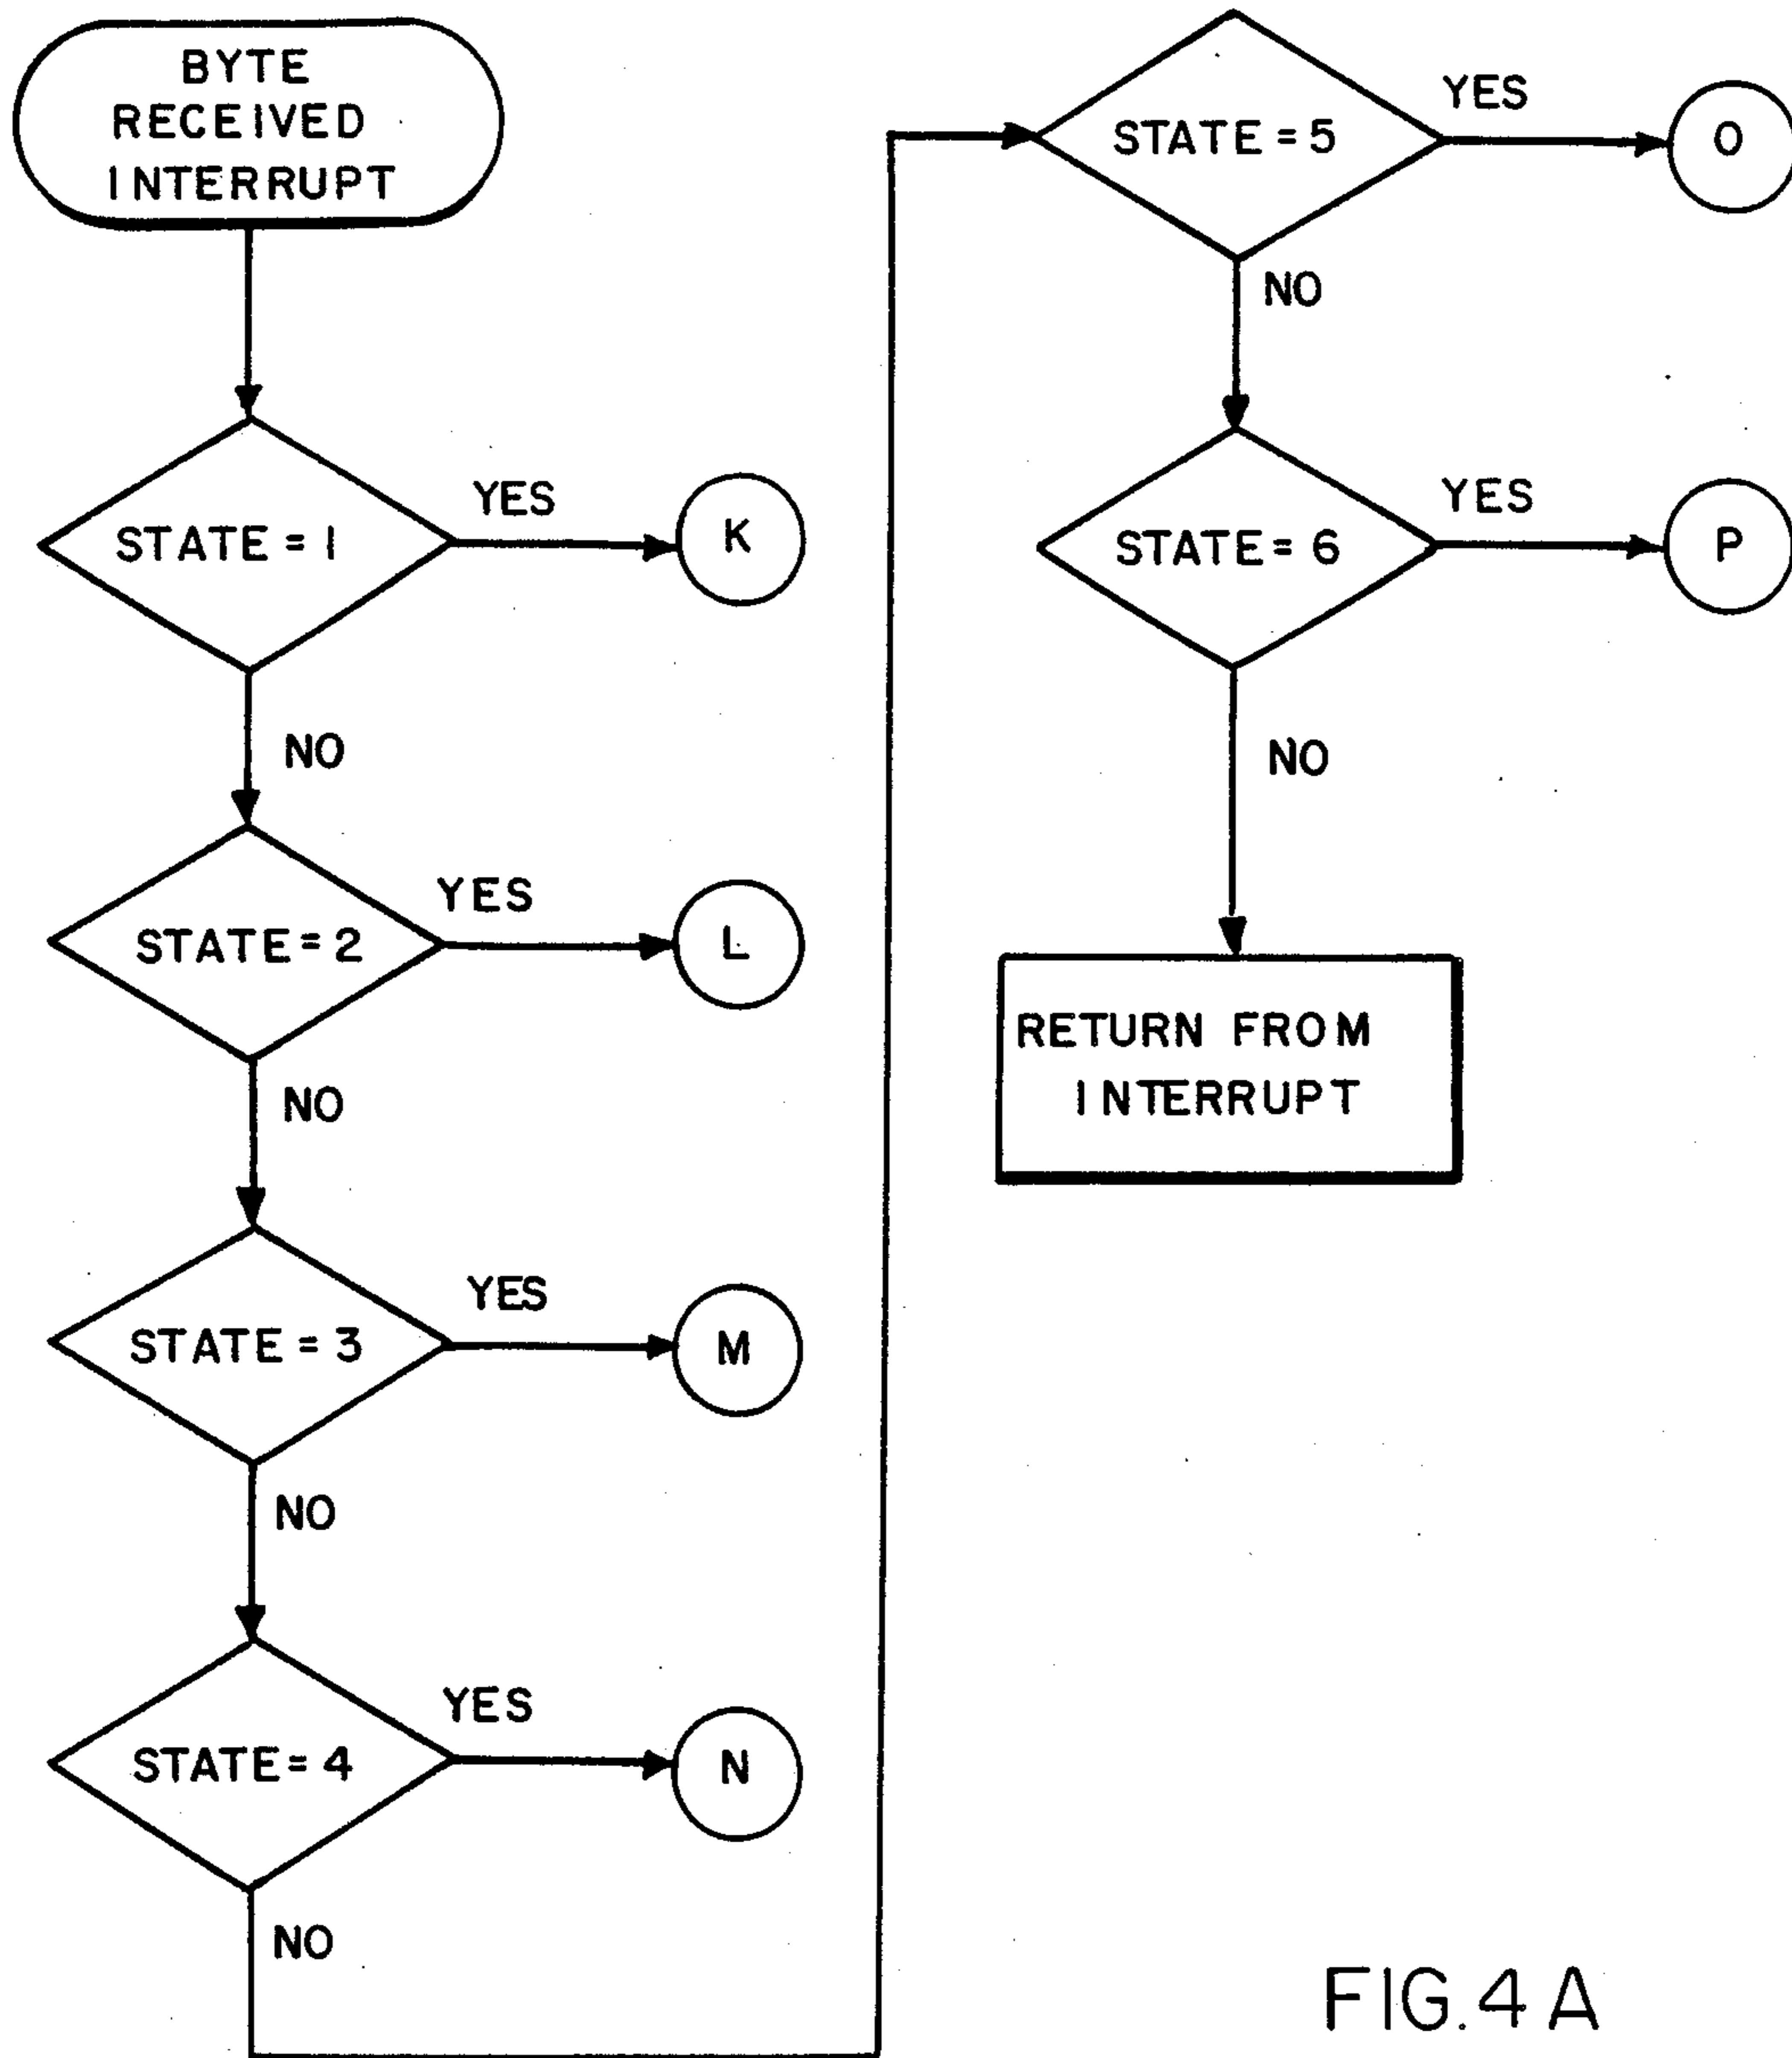 BYTE
RECEIVED
INTERRUPT
STATE = 1
YES
K
NO
STATE = 2
YES
L
NO
STATE = 3
YES
M
NO
STATE = 4
YES
N
NO
STATE = 5
YES
O
NO
STATE = 6
YES
P
NO
RETURN FROM
INTERRUPT
FIG. 4 A